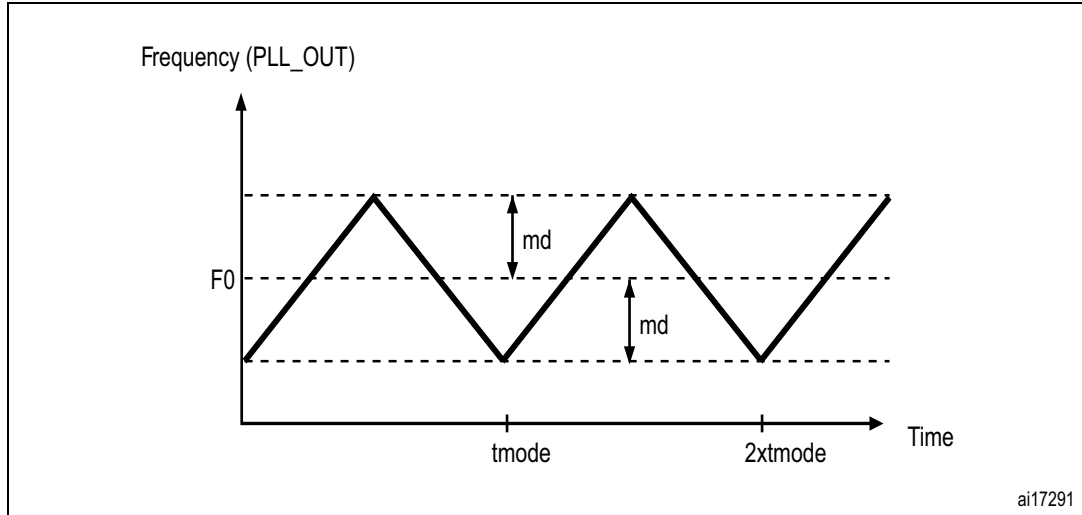 Frequency (PLL_OUT)
md
F0
md
tmode
2xtmode
Time
ai17291